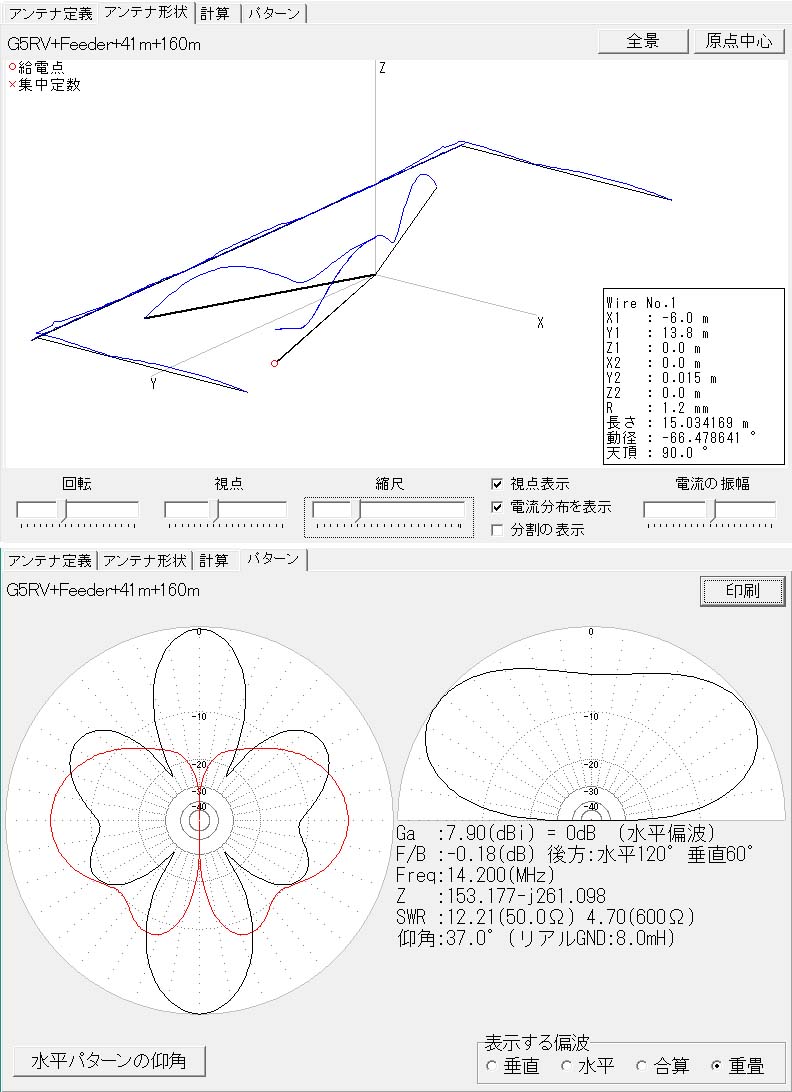 アンテナ定義 アンテナ形状 計算 パターン
G5RV+Feeder+41m+160m 全景 原点中心
○給電点
×集中定数
Z
X
Y
Wire No.1
X1 : -6.0 m
Y1 : 13.8 m
Z1 : 0.0 m
X2 : 0.0 m
Y2 : 0.015 m
Z2 : 0.0 m
R : 1.2 mm
長さ : 15.034169 m
動径 : -66.478641 °
天頂 : 90.0 °
回転 視点 縮尺 視点表示 電流の振幅
電流分布を表示
分割の表示
アンテナ定義 アンテナ形状 計算 パターン
G5RV+Feeder+41m+160m 印刷
0 0
-10 -10
-20 -20
-30 -30
-40 -40
Ga :7.90(dBi) = 0dB (水平偏波)
F/B :-0.18(dB) 後方:水平120° 垂直60°
Freq:14.200(MHz)
Z :153.177-j261.098
SWR :12.21(50.0Ω) 4.70(600Ω)
仰角:37.0° (リアルGND:8.0mH)
水平パターンの仰角
表示する偏波
垂直 水平 合算 重畳